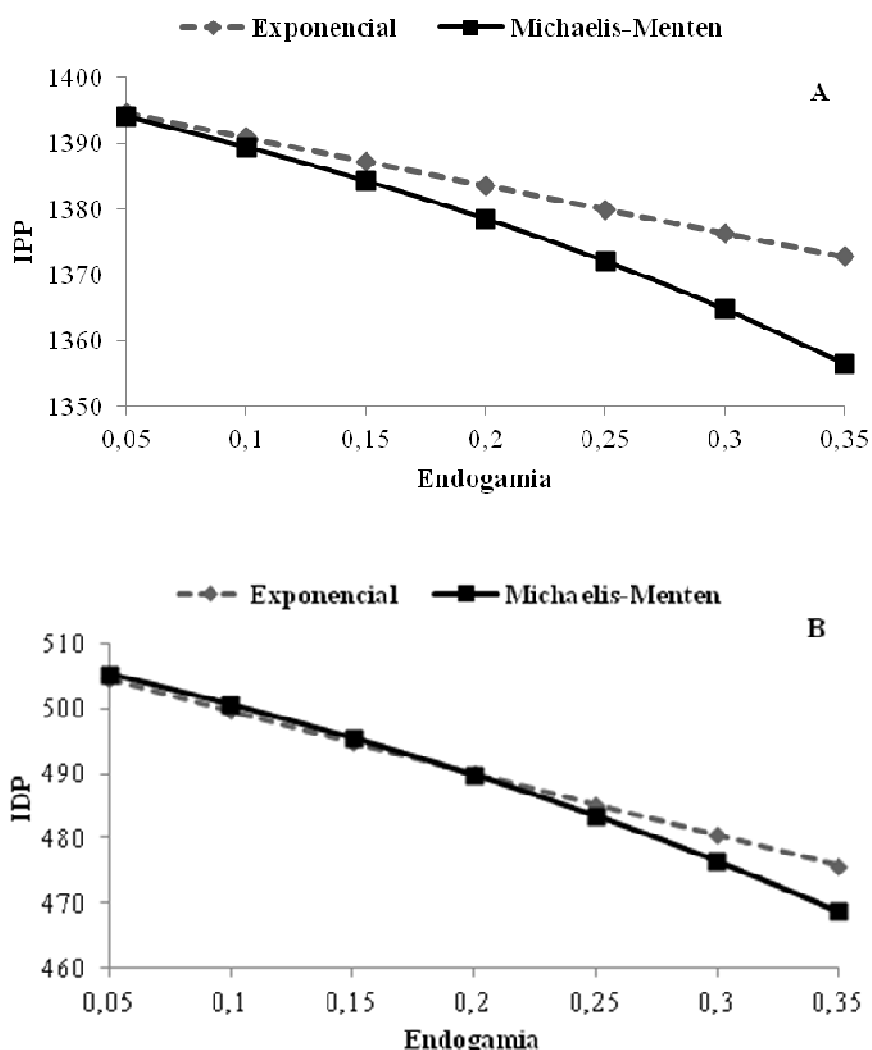 Exponencial Michaelis-Menten
A
1400
1390
1380
1370
1360
1350
IPP
0,05 0,1 0,15 0,2 0,25 0,3 0,35
Endogamia
Exponencial Michaelis-Menten
B
510
500
490
480
470
460
IDP
0,05 0,1 0,15 0,2 0,25 0,3 0,35
Endogamia